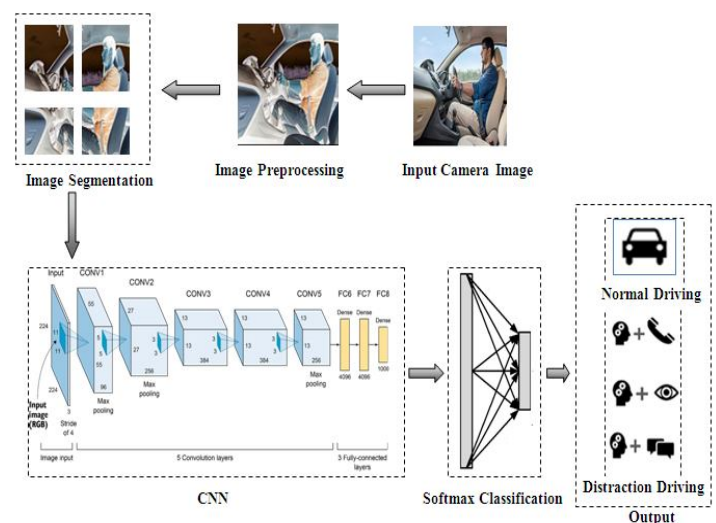 Image Segmentation
Image Preprocessing
Input Camera Image
Input
CONV1
CONV2
CONV3
CONV4
CONV5
FC6
FC7
FC8
224
224
3
11
11
55
55
96
5
5
27
27
256
3
3
13
13
384
3
3
13
13
384
3
3
13
13
256
Dense
Dense
Dense
4096
4096
1000
Max
pooling
Max
pooling
Max
pooling
Input
image
(RGB)
Stride
of 4
Image input
5 Convolution layers
3 Fully-connected
layers
CNN
Softmax Classification
Normal Driving
+
+
+
Distraction Driving
Output